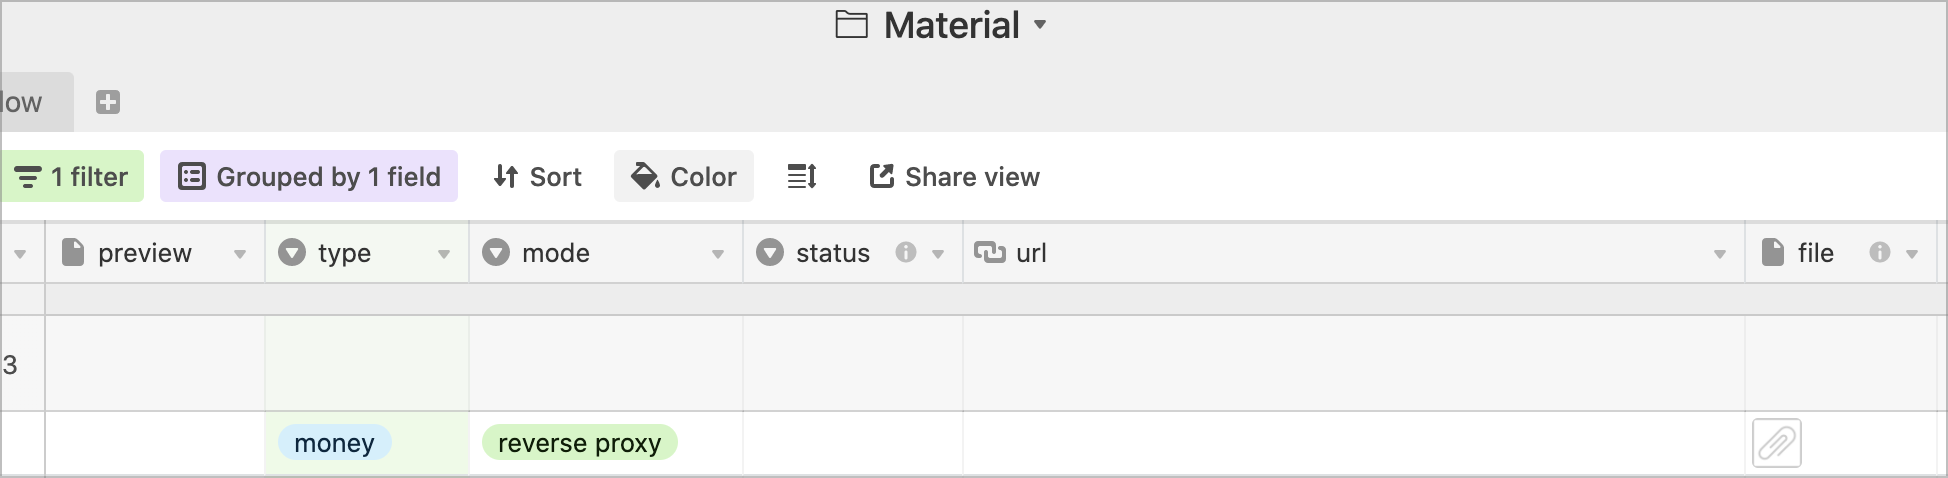 Material
low
1 filter Grouped by 1 field Sort Color Share view
preview type mode status url file
3
money reverse proxy